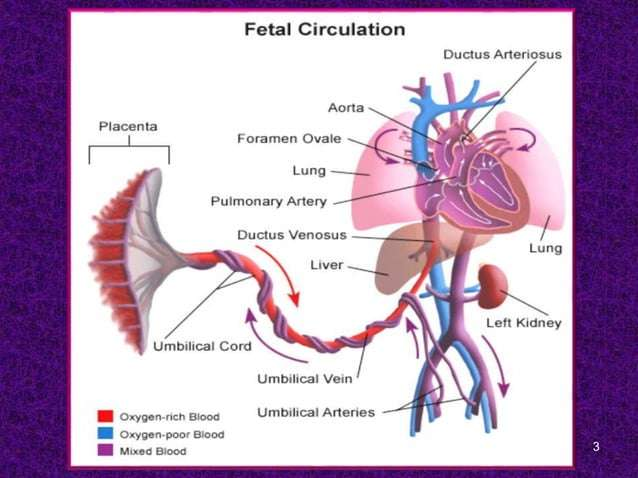 Fetal Circulation
Ductus Arteriosus
Aorta
Placenta
Foramen Ovale
Lung
Pulmonary Artery
Ductus Venosus
Lung
Liver
Left Kidney
Umbilical Cord
Umbilical Vein
Umbilical Arteries
Oxygen-rich Blood
Oxygen-poor Blood
Mixed Blood
3